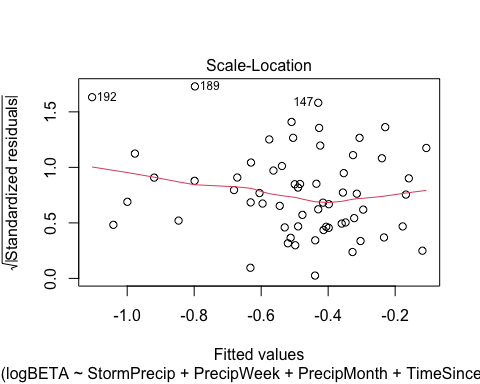 Scale-Location
√|Standardized residuals|
0.0 0.5 1.0 1.5
192
189
147
-1.0 -0.8 -0.6 -0.4 -0.2
Fitted values
(logBETA ~ StormPrecip + PrecipWeek + PrecipMonth + TimeSince